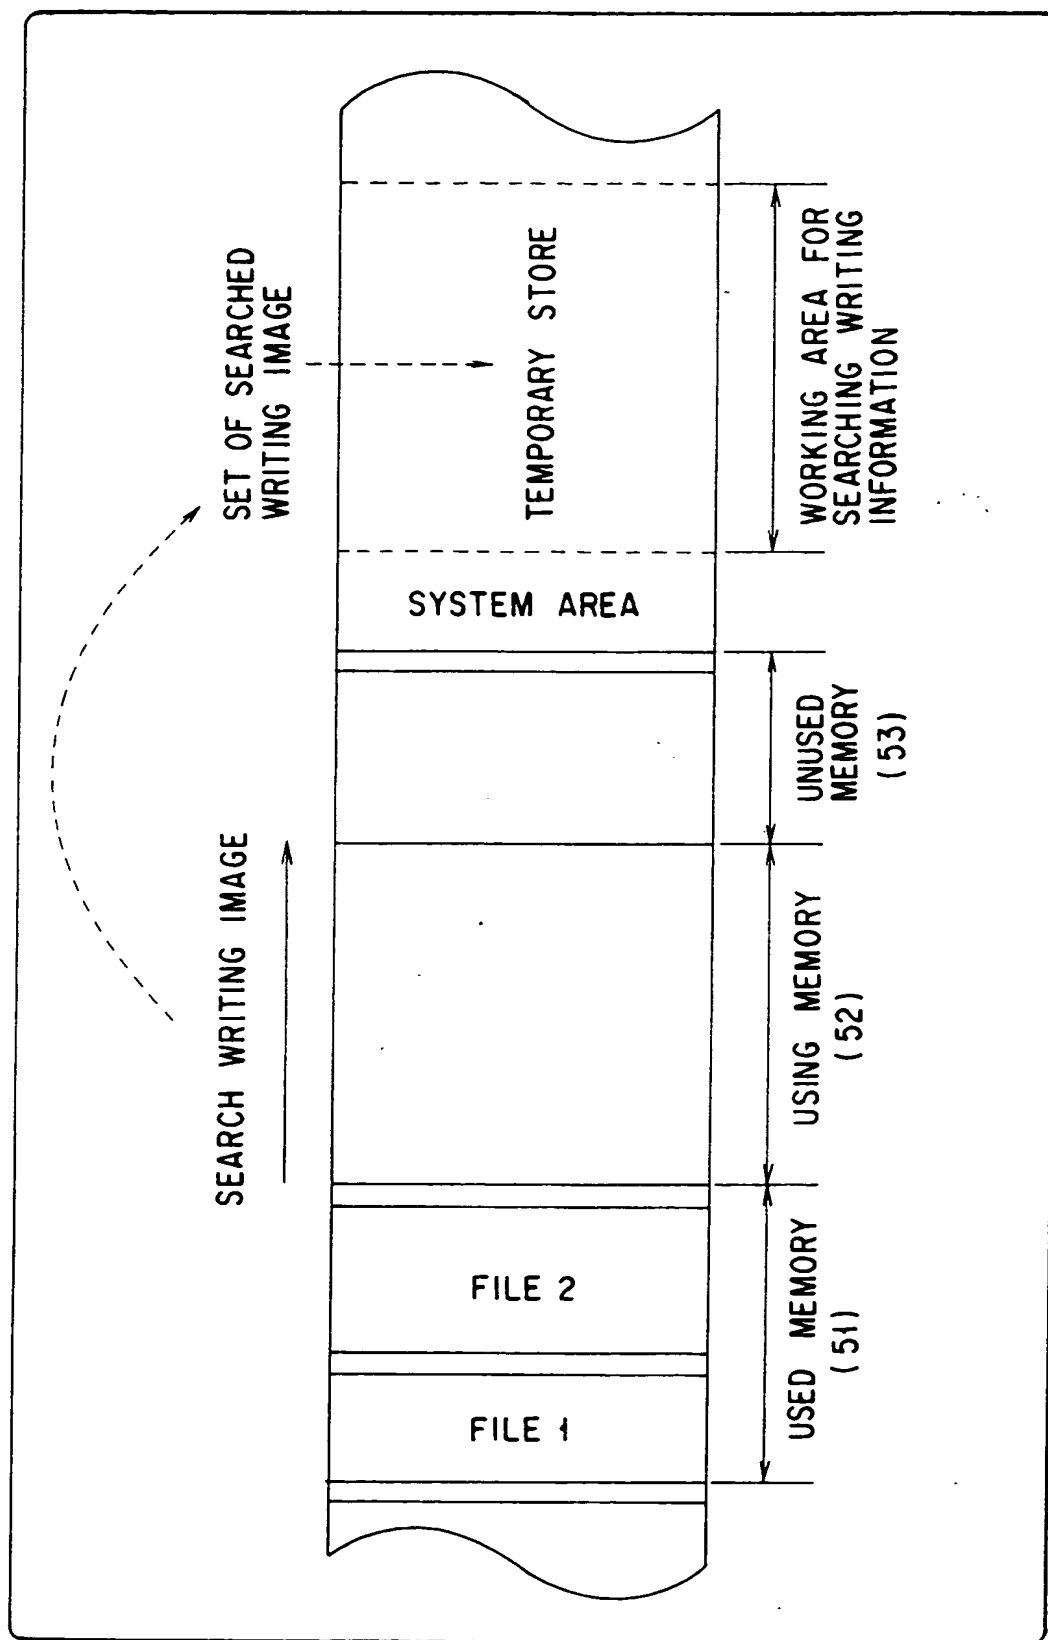 SEARCH WRITING IMAGE
SET OF SEARCHED
WRITING IMAGE
FILE 1
FILE 2
SYSTEM AREA
TEMPORARY STORE
USED MEMORY
(51)
USING MEMORY
(52)
UNUSED
MEMORY
(53)
WORKING AREA FOR
SEARCHING WRITING
INFORMATION